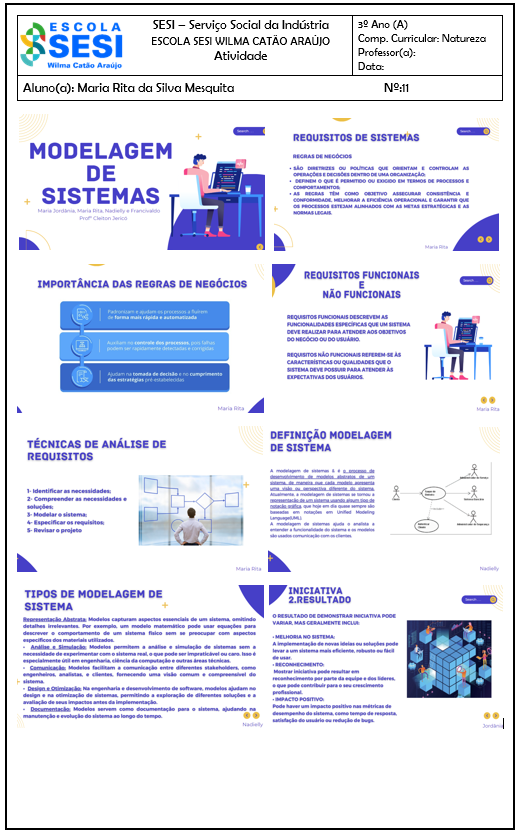 ESCOLA
SESI
Wilma Catão Araújo
SESI – Serviço Social da Indústria
ESCOLA SESI WILMA CATÃO ARAÚJO
Atividade
3º Ano (A)
Comp. Curricular: Natureza
Professor(a):
Data:
Aluno(a): Maria Rita da Silva Mesquita Nº:11
Search
MODELAGEM
DE
SISTEMAS
Maria Jordânia, Maria Rita, Nadielly e Francivaldo
Profº Cleiton Jericó
Search
REQUISITOS DE SISTEMAS
REGRAS DE NEGÓCIOS
• SÃO DIRETRIZES OU POLÍTICAS QUE ORIENTAM E CONTROLAM AS
OPERAÇÕES E DECISÕES DENTRO DE UMA ORGANIZAÇÃO;
• DEFINEM O QUE É PERMITIDO OU EXIGIDO EM TERMOS DE PROCESSOS E
COMPORTAMENTOS.
• AS REGRAS TÊM COMO OBJETIVO ASSEGURAR CONSISTÊNCIA E
CONFORMIDADE, MELHORAR A EFICIÊNCIA OPERACIONAL E GARANTIR QUE
OS PROCESSOS ESTEJAM ALINHADOS COM AS METAS ESTRATÉGICAS E AS
NORMAS LEGAIS.
Maria Rita
IMPORTÂNCIA DAS REGRAS DE NEGÓCIOS
Padronizam e ajudam os processos a fluírem
de forma mais rápida e automatizada
Auxiliam no controle dos processos, pois falhas
podem ser rapidamente detectadas e corrigidas
Ajudam na tomada de decisão e no cumprimento
das estratégias pré-estabelecidas
Maria Rita
REQUISITOS FUNCIONAIS
E
NÃO FUNCIONAIS
Search
REQUISITOS FUNCIONAIS DESCREVEM AS
FUNCIONALIDADES ESPECÍFICAS QUE UM SISTEMA
DEVE REALIZAR PARA ATENDER AOS OBJETIVOS
DO NEGÓCIO OU DO USUÁRIO.
REQUISITOS NÃO FUNCIONAIS REFEREM-SE ÀS
CARACTERÍSTICAS OU QUALIDADES QUE O
SISTEMA DEVE POSSUIR PARA ATENDER ÀS
EXPECTATIVAS DOS USUÁRIOS.
Maria Rita
TÉCNICAS DE ANÁLISE DE
REQUISITOS
1- Identificar as necessidades;
2- Compreender as necessidades e
soluções;
3- Modelar o sistema;
4- Especificar os requisitos;
5- Revisar o projeto
Maria Rita
DEFINIÇÃO MODELAGEM
DE SISTEMA
A modelagem de sistemas é é o processo de
desenvolvimento de modelos abstratos de um
sistema, de maneira que cada modelo apresenta
uma visão ou perspectiva diferente do sistema.
Atualmente a modelagem de sistema se tornou a
representação de um sistema usando algum tipo de
notação gráfica, que hoje em dia quase sempre são
baseadas em notações em Unified Modeling
Language(UML)
A modelagem de sistemas ajuda o analista a
entender a funcionalidade do sistema e os modelos
são usados comunicação com os clientes.
Nadielly
TIPOS DE MODELAGEM DE
SISTEMA
Representação Abstrata: Modelos capturam aspectos essenciais de um sistema, omitindo
detalhes irrelevantes. Por exemplo, um modelo matemático pode usar equações para
descrever o comportamento de um sistema físico sem se preocupar com aspectos
específicos dos materiais utilizados.
• Análise e Simulação: Modelos permitem a análise e simulação de sistemas sem a
necessidade de experimentar com o sistema real, o que pode ser impraticável ou caro. Isso é
especialmente útil em engenharia, ciência da computação e outras áreas técnicas.
• Comunicação: Modelos facilitam a comunicação entre diferentes stakeholders, como
engenheiros, analistas, e clientes, fornecendo uma visão comum e compreensível do
sistema.
• Design e Otimização: Na engenharia e desenvolvimento de software, modelos ajudam no
design e na otimização de sistemas, permitindo a exploração de diferentes soluções e a
avaliação de seus impactos antes da implementação.
• Documentação: Modelos servem como documentação para o sistema, ajudando na
manutenção e evolução do sistema ao longo do tempo.
Nadielly
INICIATIVA
2.RESULTADO
Search
O RESULTADO DE DEMONSTRAR INICIATIVA PODE
VARIAR, MAS GERALMENTE INCLUI:
• MELHORIA NO SISTEMA:
A implementação de novas ideias ou soluções pode
levar a um sistema mais eficiente, robusto ou fácil
de usar.
• RECONHECIMENTO:
Mostrar iniciativa pode resultar em
reconhecimento por parte da equipe e dos líderes,
o que pode contribuir para o seu crescimento
profissional.
• IMPACTO POSITIVO:
Pode haver um impacto positivo nas métricas de
desempenho do sistema, como tempo de resposta,
satisfação do usuário ou redução de bugs.
Jordânia